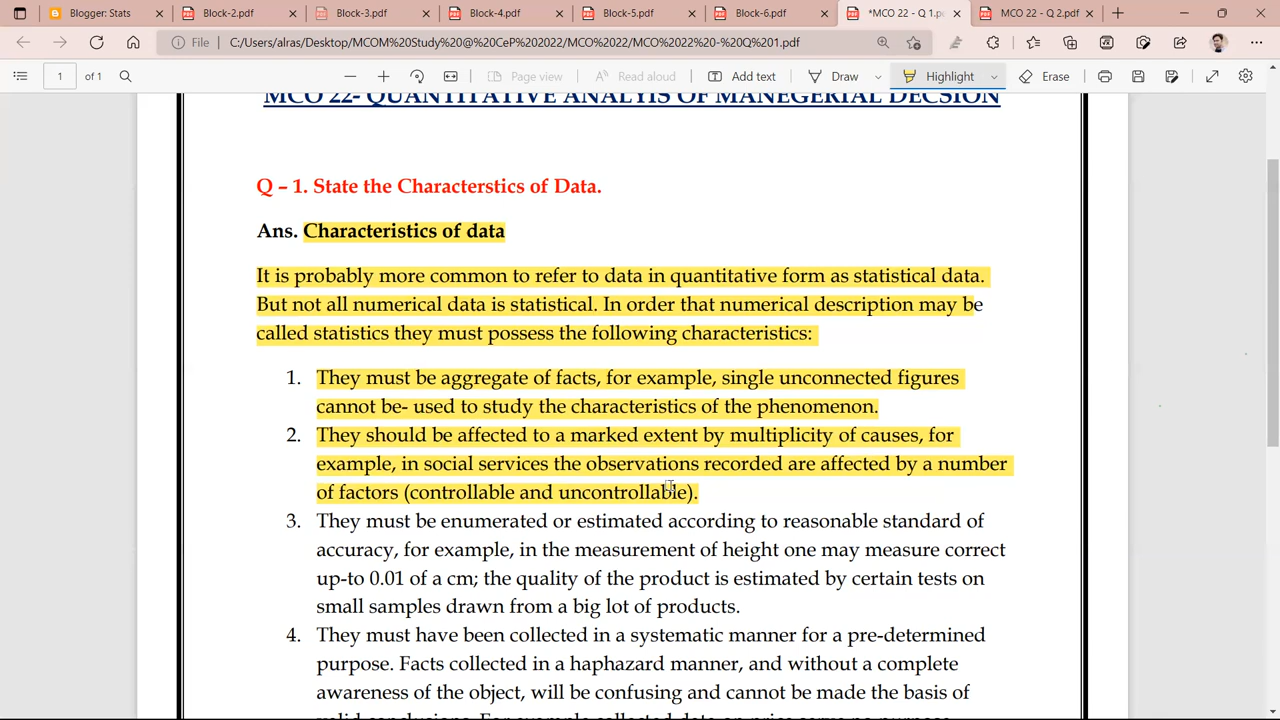 Blogger: Stats
Block-2.pdf
Block-3.pdf
Block-4.pdf
Block-5.pdf
Block-6.pdf
*MCO 22 - Q 1.p
MCO 22 - Q 2.pdf
File C:/Users/alras/Desktop/MCOM%20Study%20@%20CeP%202022/MCO%2022/MCO%2022%20-%20Q%201.pdf
1 of 1 Page view Read aloud Add text Draw Highlight Erase
MCO 22- QUANTITATIVE ANALYIS OF MANEGERIAL DECSION
Q – 1. State the Characterstics of Data.
Ans. Characteristics of data
It is probably more common to refer to data in quantitative form as statistical data.
But not all numerical data is statistical. In order that numerical description may be
called statistics they must possess the following characteristics:
1. They must be aggregate of facts, for example, single unconnected figures
cannot be- used to study the characteristics of the phenomenon.
2. They should be affected to a marked extent by multiplicity of causes, for
example, in social services the observations recorded are affected by a number
of factors (controllable and uncontrollable).
3. They must be enumerated or estimated according to reasonable standard of
accuracy, for example, in the measurement of height one may measure correct
up-to 0.01 of a cm; the quality of the product is estimated by certain tests on
small samples drawn from a big lot of products.
4. They must have been collected in a systematic manner for a pre-determined
purpose. Facts collected in a haphazard manner, and without a complete
awareness of the object, will be confusing and cannot be made the basis of
valid conclusions. For example collected data on price serve no purpose